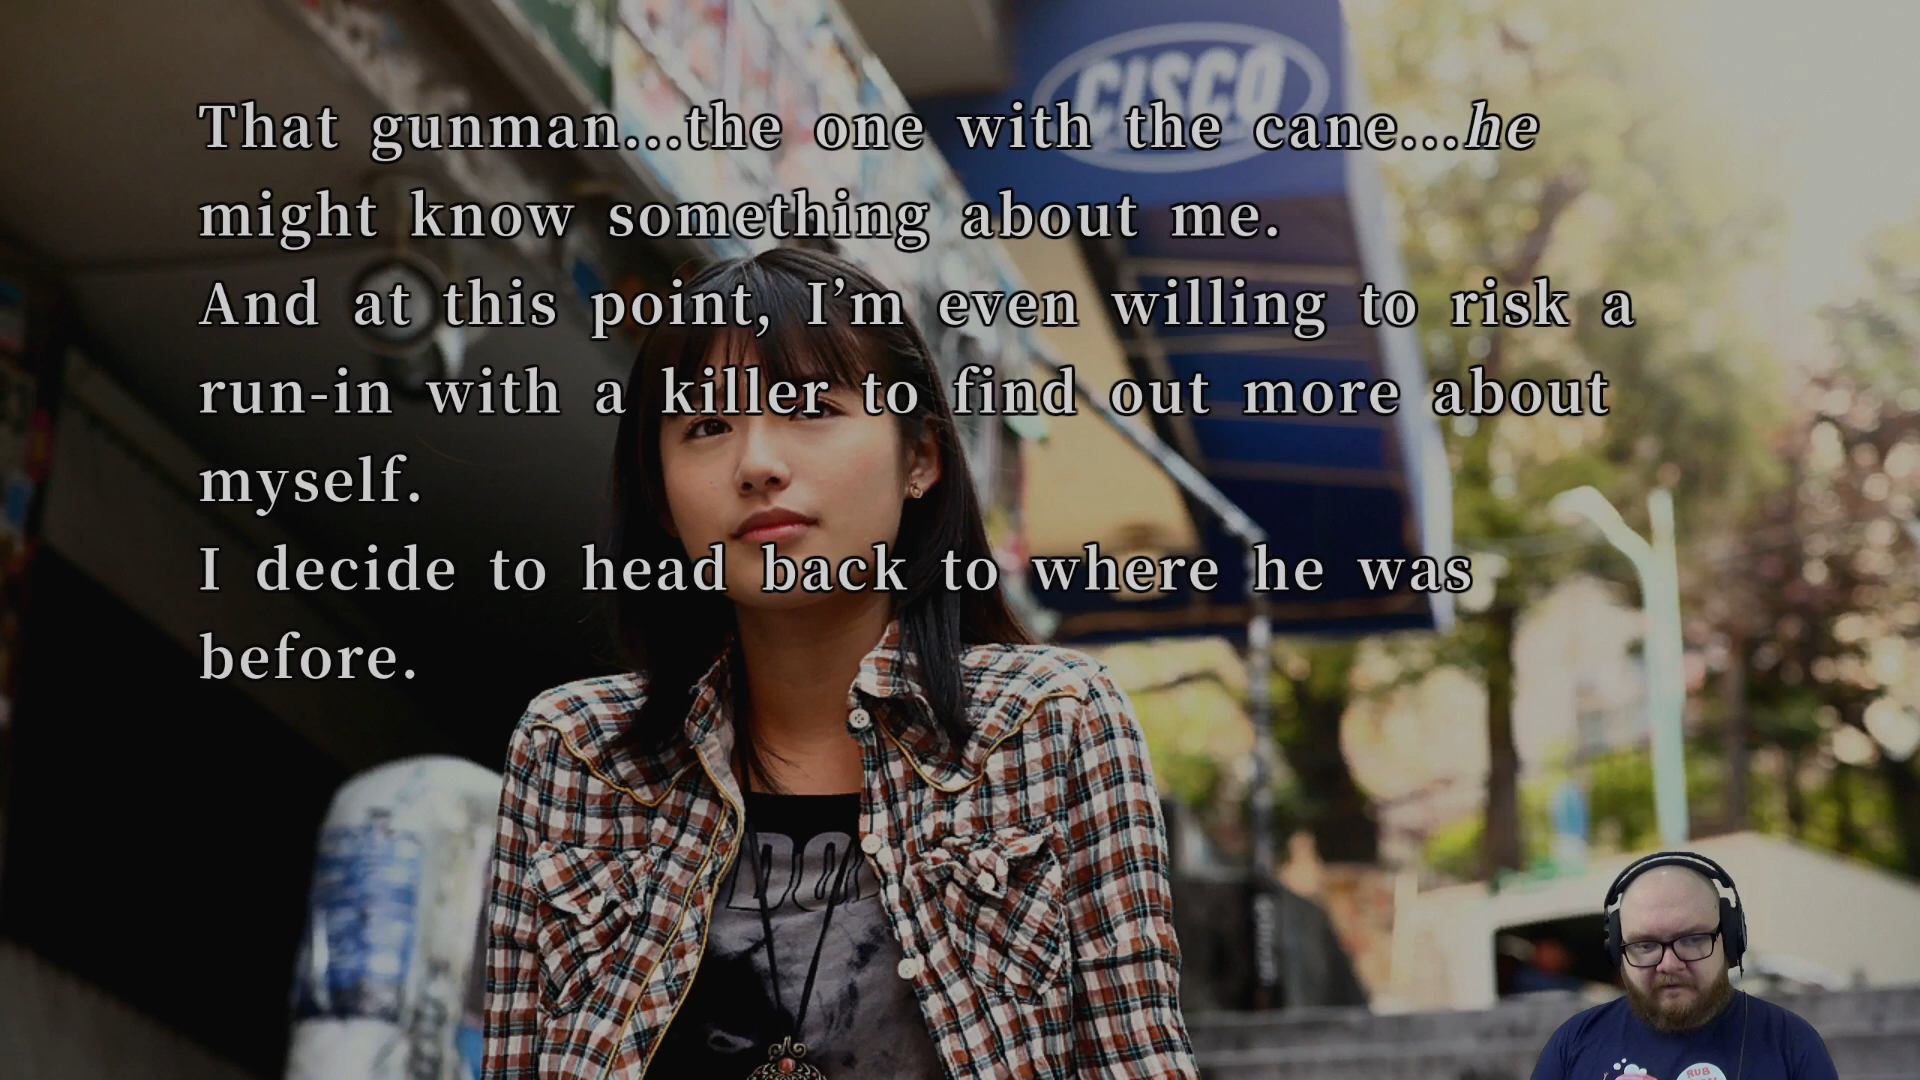 CISCO
That gunman...the one with the cane...he
might know something about me.
And at this point, I'm even willing to risk a
run-in with a killer to find out more about
myself.
I decide to head back to where he was
before.
RUB